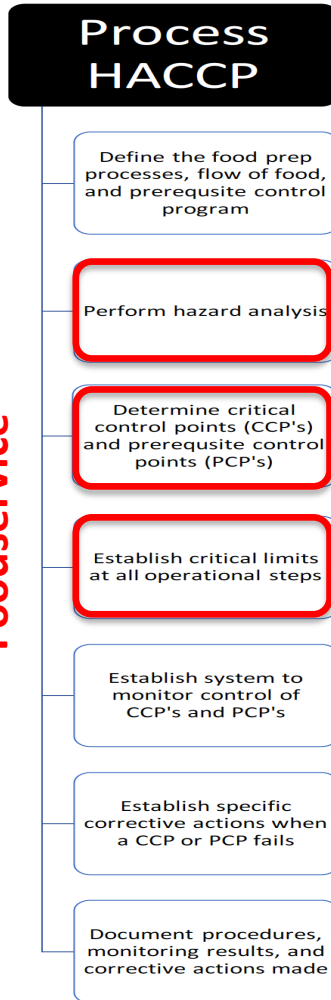 Process
HACCP
Define the food prep
processes, flow of food,
and prerequsite control
program
Perform hazard analysis
Determine critical
control points (CCP's)
and prerequsite control
points (PCP's)
Establish critical limits
at all operational steps
Establish system to
monitor control of
CCP's and PCP's
Establish specific
corrective actions when
a CCP or PCP fails
Document procedures,
monitoring results, and
corrective actions made
Foodservice